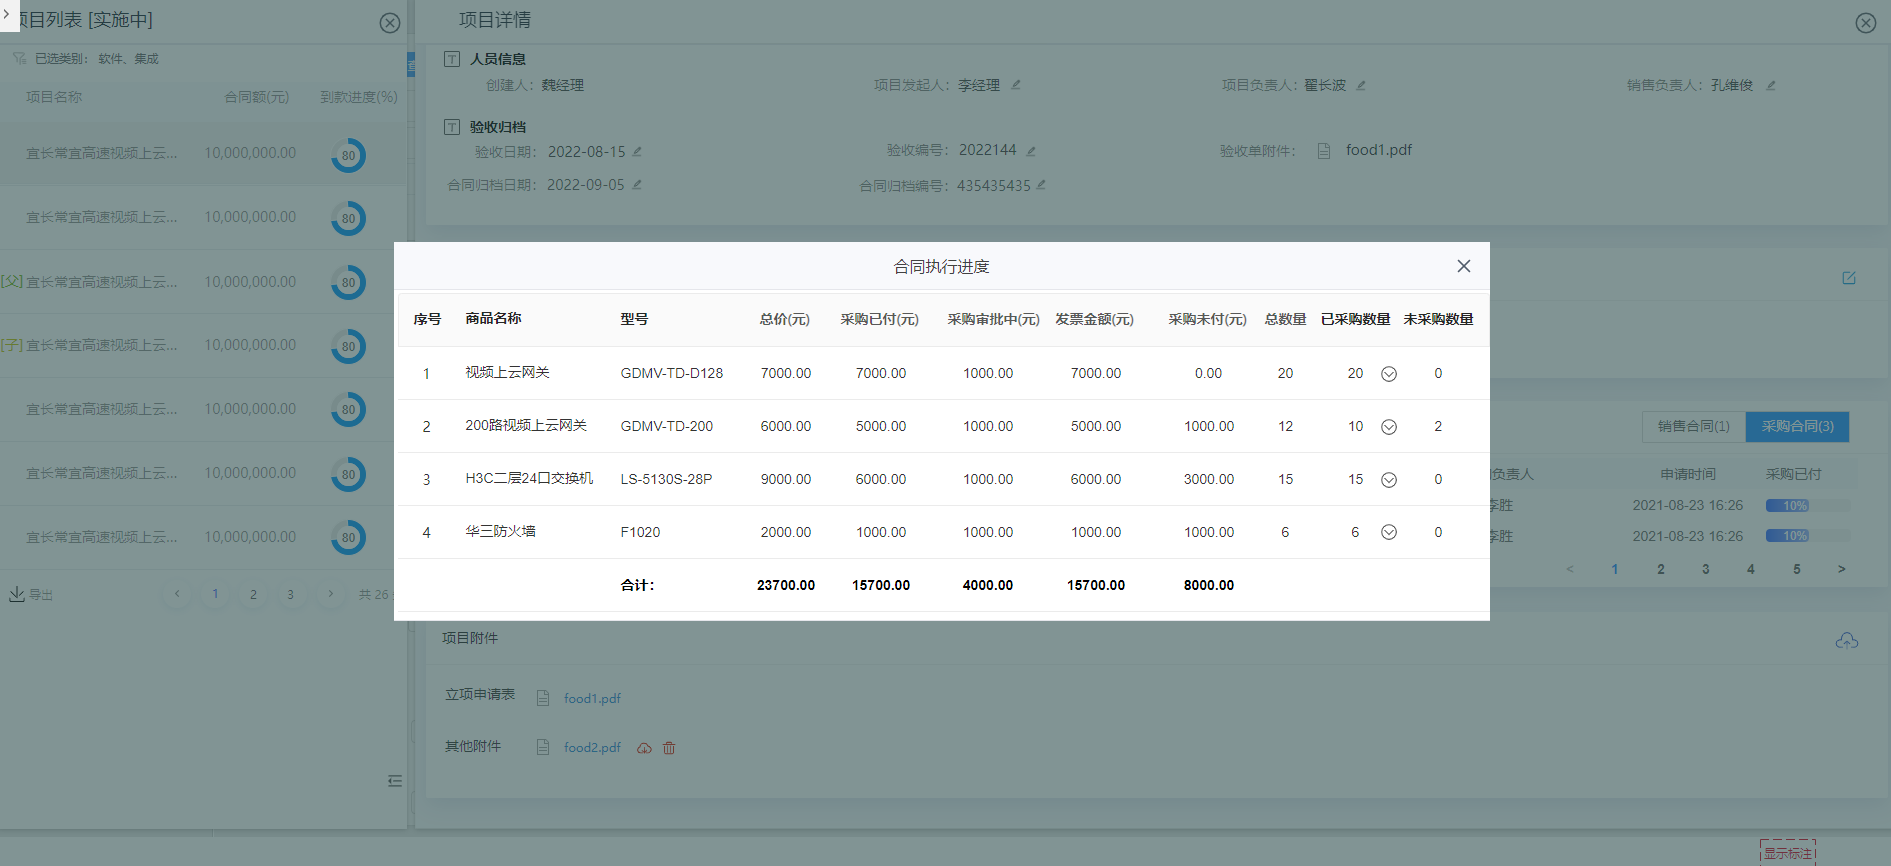 项目列表 [实施中]
已选类别： 软件、集成
项目名称 合同额(元) 到款进度(%)
宜长常宜高速视频上云... 10,000,000.00 80
宜长常宜高速视频上云... 10,000,000.00 80
[父] 宜长常宜高速视频上云... 10,000,000.00 80
[子] 宜长常宜高速视频上云... 10,000,000.00 80
宜长常宜高速视频上云... 10,000,000.00 80
宜长常宜高速视频上云... 10,000,000.00 80
宜长常宜高速视频上云... 10,000,000.00 80
导出 < 1 2 3 > 共 26
项目详情
人员信息
创建人： 魏经理 项目发起人： 李经理 项目负责人： 翟长波 销售负责人： 孔维俊
验收归档
验收日期： 2022-08-15 验收编号： 2022144 验收单附件： food1.pdf
合同归档日期： 2022-09-05 合同归档编号： 435435435
合同执行进度
序号 商品名称 型号 总价(元) 采购已付(元) 采购审批中(元) 发票金额(元) 采购未付(元) 总数量 已采购数量 未采购数量
1 视频上云网关 GDMV-TD-D128 7000.00 7000.00 1000.00 7000.00 0.00 20 20 0
2 200路视频上云网关 GDMV-TD-200 6000.00 5000.00 1000.00 5000.00 1000.00 12 10 2
3 H3C二层24口交换机 LS-5130S-28P 9000.00 6000.00 1000.00 6000.00 3000.00 15 15 0
4 华三防火墙 F1020 2000.00 1000.00 1000.00 1000.00 1000.00 6 6 0
合计： 23700.00 15700.00 4000.00 15700.00 8000.00
销售合同(1) 采购合同(3)
负责人 申请时间 采购已付
李胜 2021-08-23 16:26 10%
李胜 2021-08-23 16:26 10%
< 1 2 3 4 5 >
项目附件
立项申请表 food1.pdf
其他附件 food2.pdf
显示标注